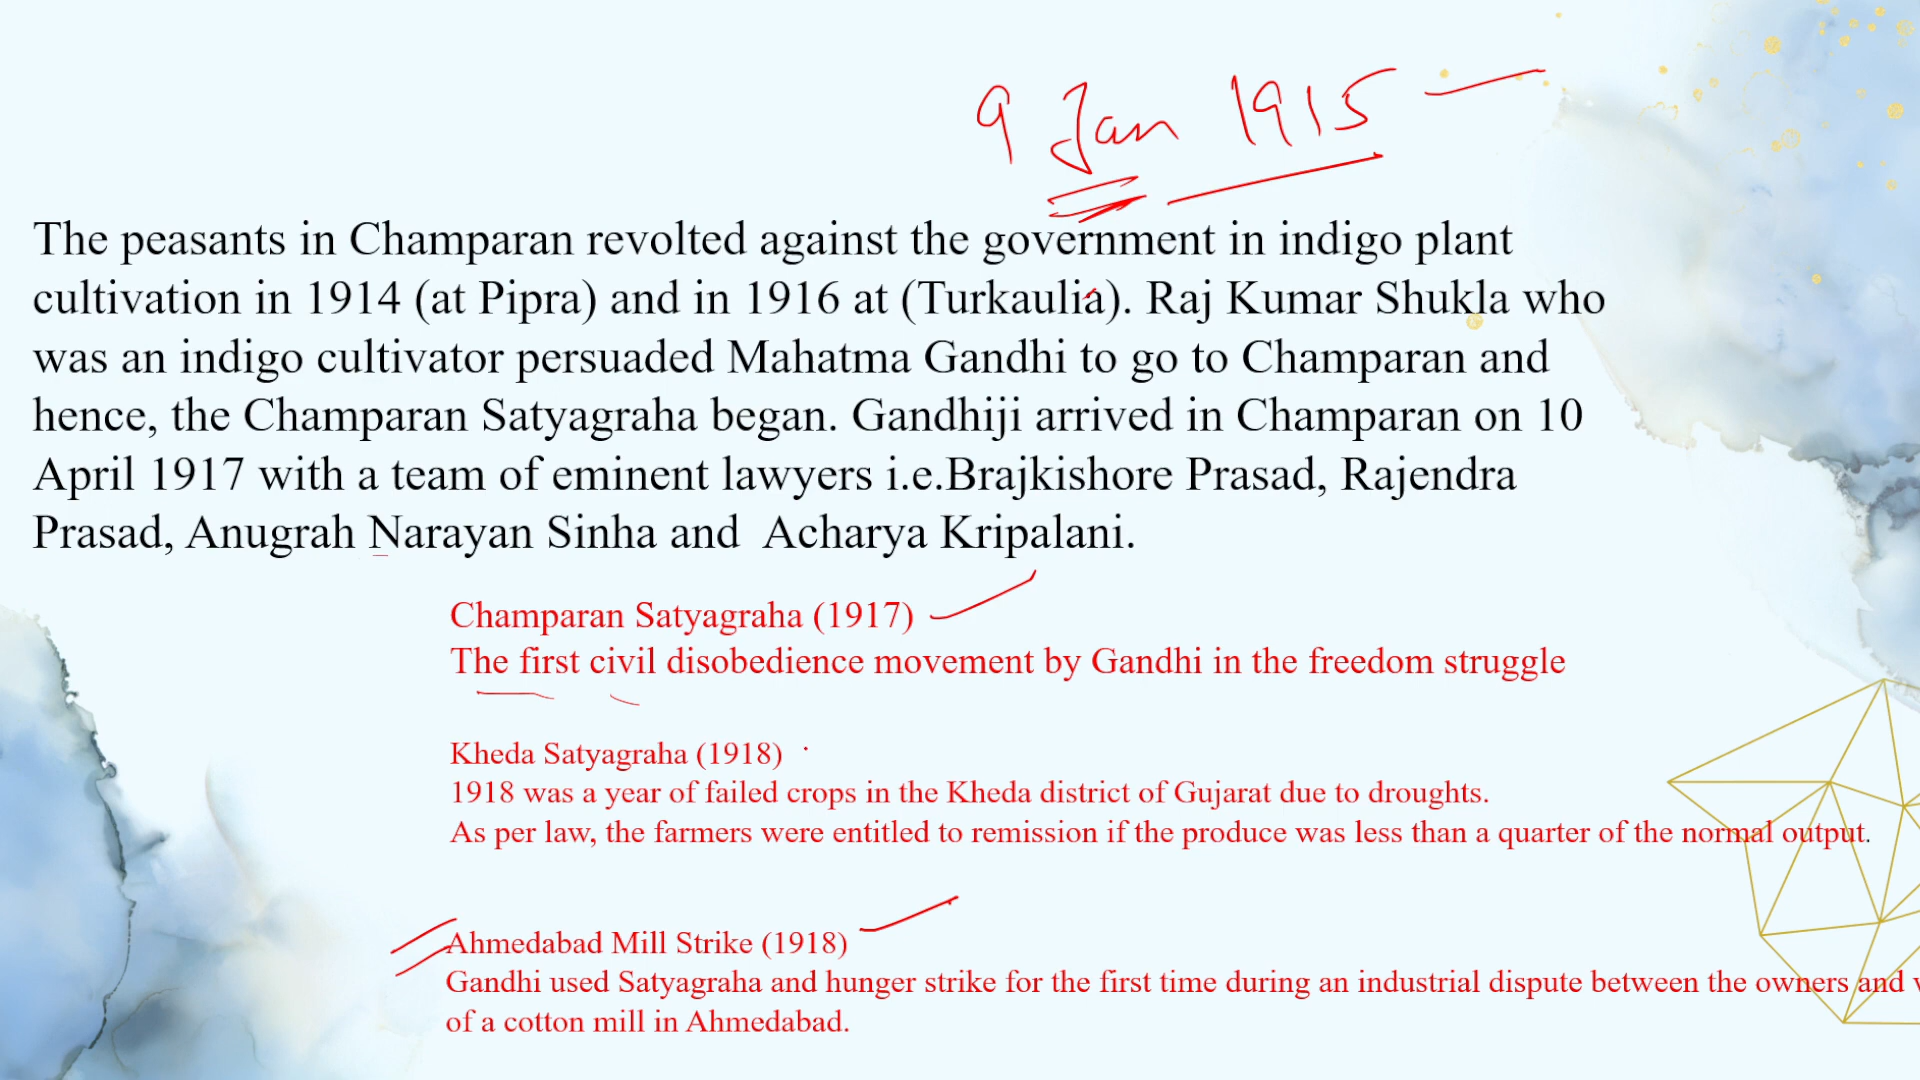 9 Jan 1915
The peasants in Champaran revolted against the government in indigo plant
cultivation in 1914 (at Pipra) and in 1916 at (Turkaulia). Raj Kumar Shukla who
was an indigo cultivator persuaded Mahatma Gandhi to go to Champaran and
hence, the Champaran Satyagraha began. Gandhiji arrived in Champaran on 10
April 1917 with a team of eminent lawyers i.e.Brajkishore Prasad, Rajendra
Prasad, Anugrah Narayan Sinha and Acharya Kripalani.
Champaran Satyagraha (1917)
The first civil disobedience movement by Gandhi in the freedom struggle
Kheda Satyagraha (1918)
1918 was a year of failed crops in the Kheda district of Gujarat due to droughts.
As per law, the farmers were entitled to remission if the produce was less than a quarter of the normal output.
Ahmedabad Mill Strike (1918)
Gandhi used Satyagraha and hunger strike for the first time during an industrial dispute between the owners and
of a cotton mill in Ahmedabad.